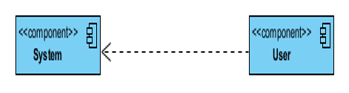 <<component>>
System
<<component>>
User